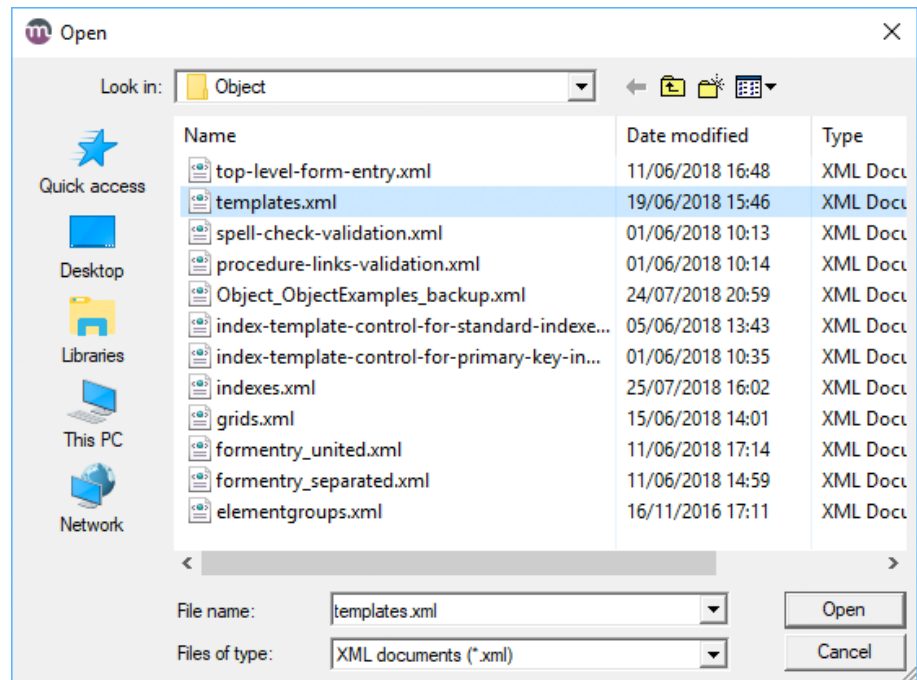 Open
Look in: Object
Name Date modified Type
top-level-form-entry.xml 11/06/2018 16:48 XML Docu
templates.xml 19/06/2018 15:46 XML Docu
spell-check-validation.xml 01/06/2018 10:13 XML Docu
procedure-links-validation.xml 01/06/2018 10:14 XML Docu
Object_ObjectExamples_backup.xml 24/07/2018 20:59 XML Docu
index-template-control-for-standard-indexe... 05/06/2018 13:43 XML Docu
index-template-control-for-primary-key-in... 01/06/2018 10:35 XML Docu
indexes.xml 25/07/2018 16:02 XML Docu
grids.xml 15/06/2018 14:01 XML Docu
formentry_united.xml 11/06/2018 17:14 XML Docu
formentry_separated.xml 11/06/2018 14:59 XML Docu
elementgroups.xml 16/11/2016 17:11 XML Docu
Quick access
Desktop
Libraries
This PC
Network
File name: templates.xml Open
Files of type: XML documents (*.xml) Cancel